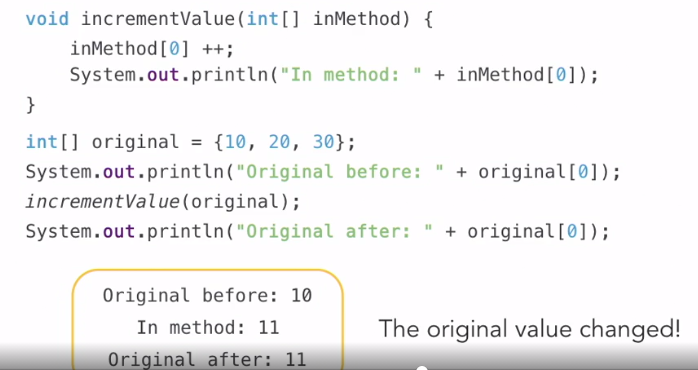 void incrementValue(int[] inMethod) {
inMethod[0] ++;
System.out.println("In method: " + inMethod[0]);
}
int[] original = {10, 20, 30};
System.out.println("Original before: " + original[0]);
incrementValue(original);
System.out.println("Original after: " + original[0]);
Original before: 10
In method: 11
The original value changed!
Original after: 11